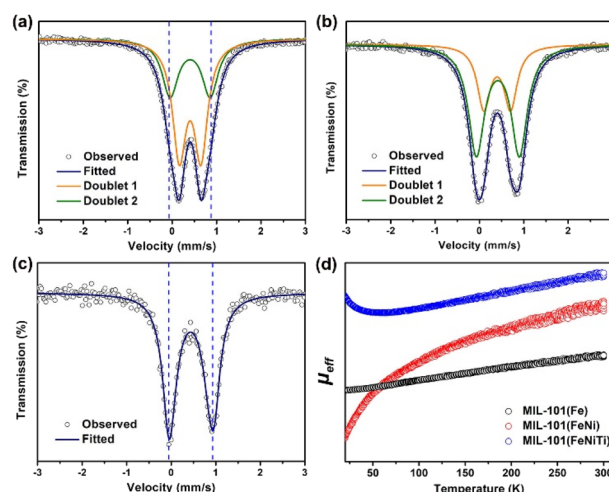 (a)
Transmission (%)
Observed
Fitted
Doublet 1
Doublet 2
-3 -2 -1 0 1 2 3
Velocity (mm/s)
(b)
Transmission (%)
Observed
Fitted
Doublet 1
Doublet 2
-3 -2 -1 0 1 2
Velocity (mm/s)
(c)
Transmission (%)
Observed
Fitted
-3 -2 -1 0 1 2 3
Velocity (mm/s)
(d)
μeff
MIL-101(Fe)
MIL-101(FeNi)
MIL-101(FeNiTi)
50 100 150 200 250 300
Temperature (K)